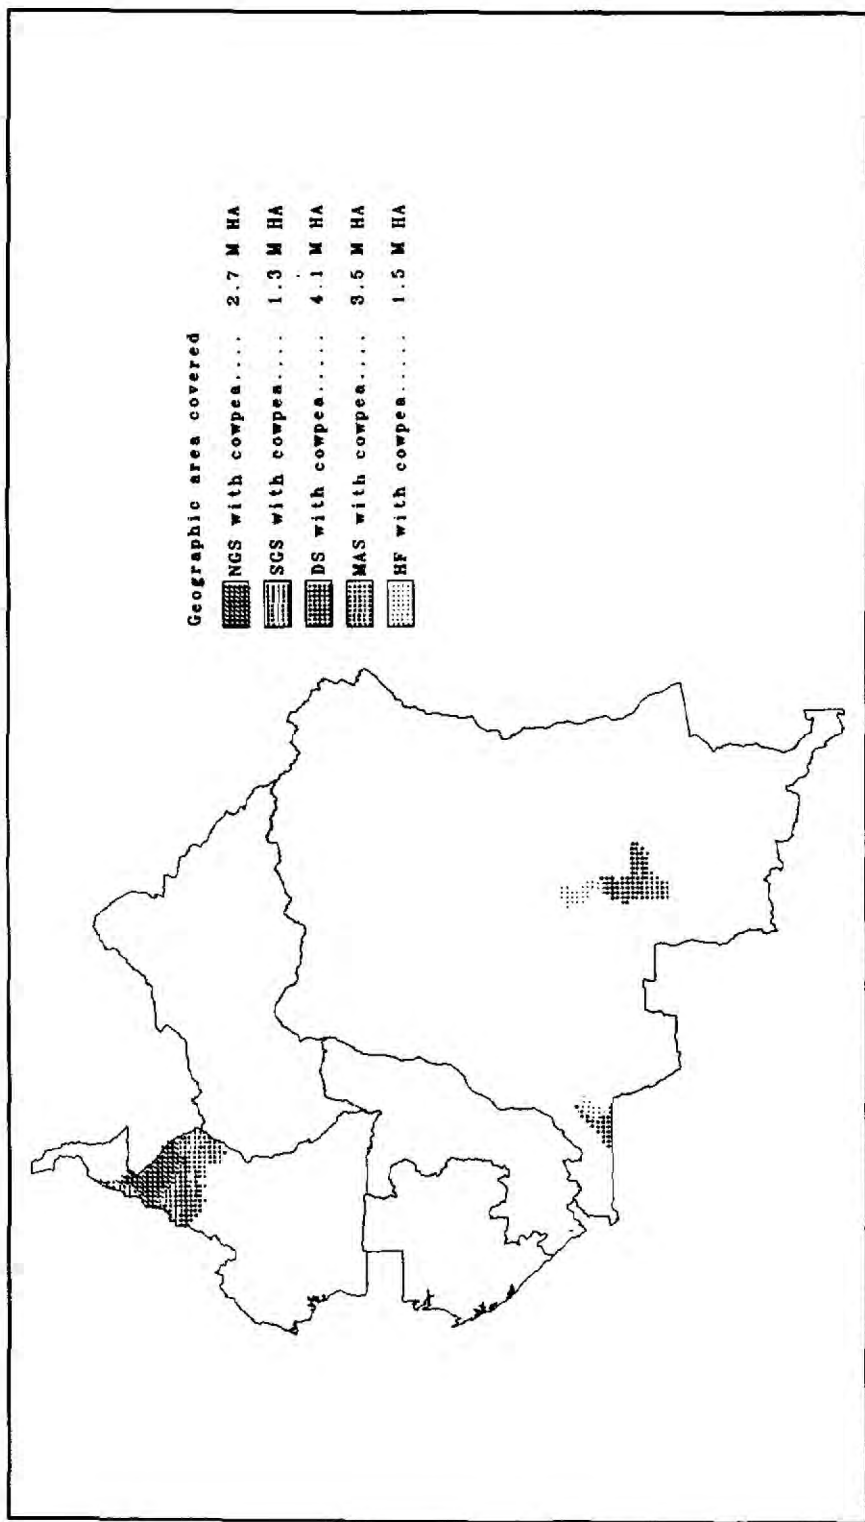 Geographic area covered
NGS with cowpea.... 2.7 M HA
SGS with cowpea.... 1.3 M HA
DS with cowpea..... 4.1 M HA
MAS with cowpea.... 3.5 M HA
HF with cowpea...... 1.5 M HA